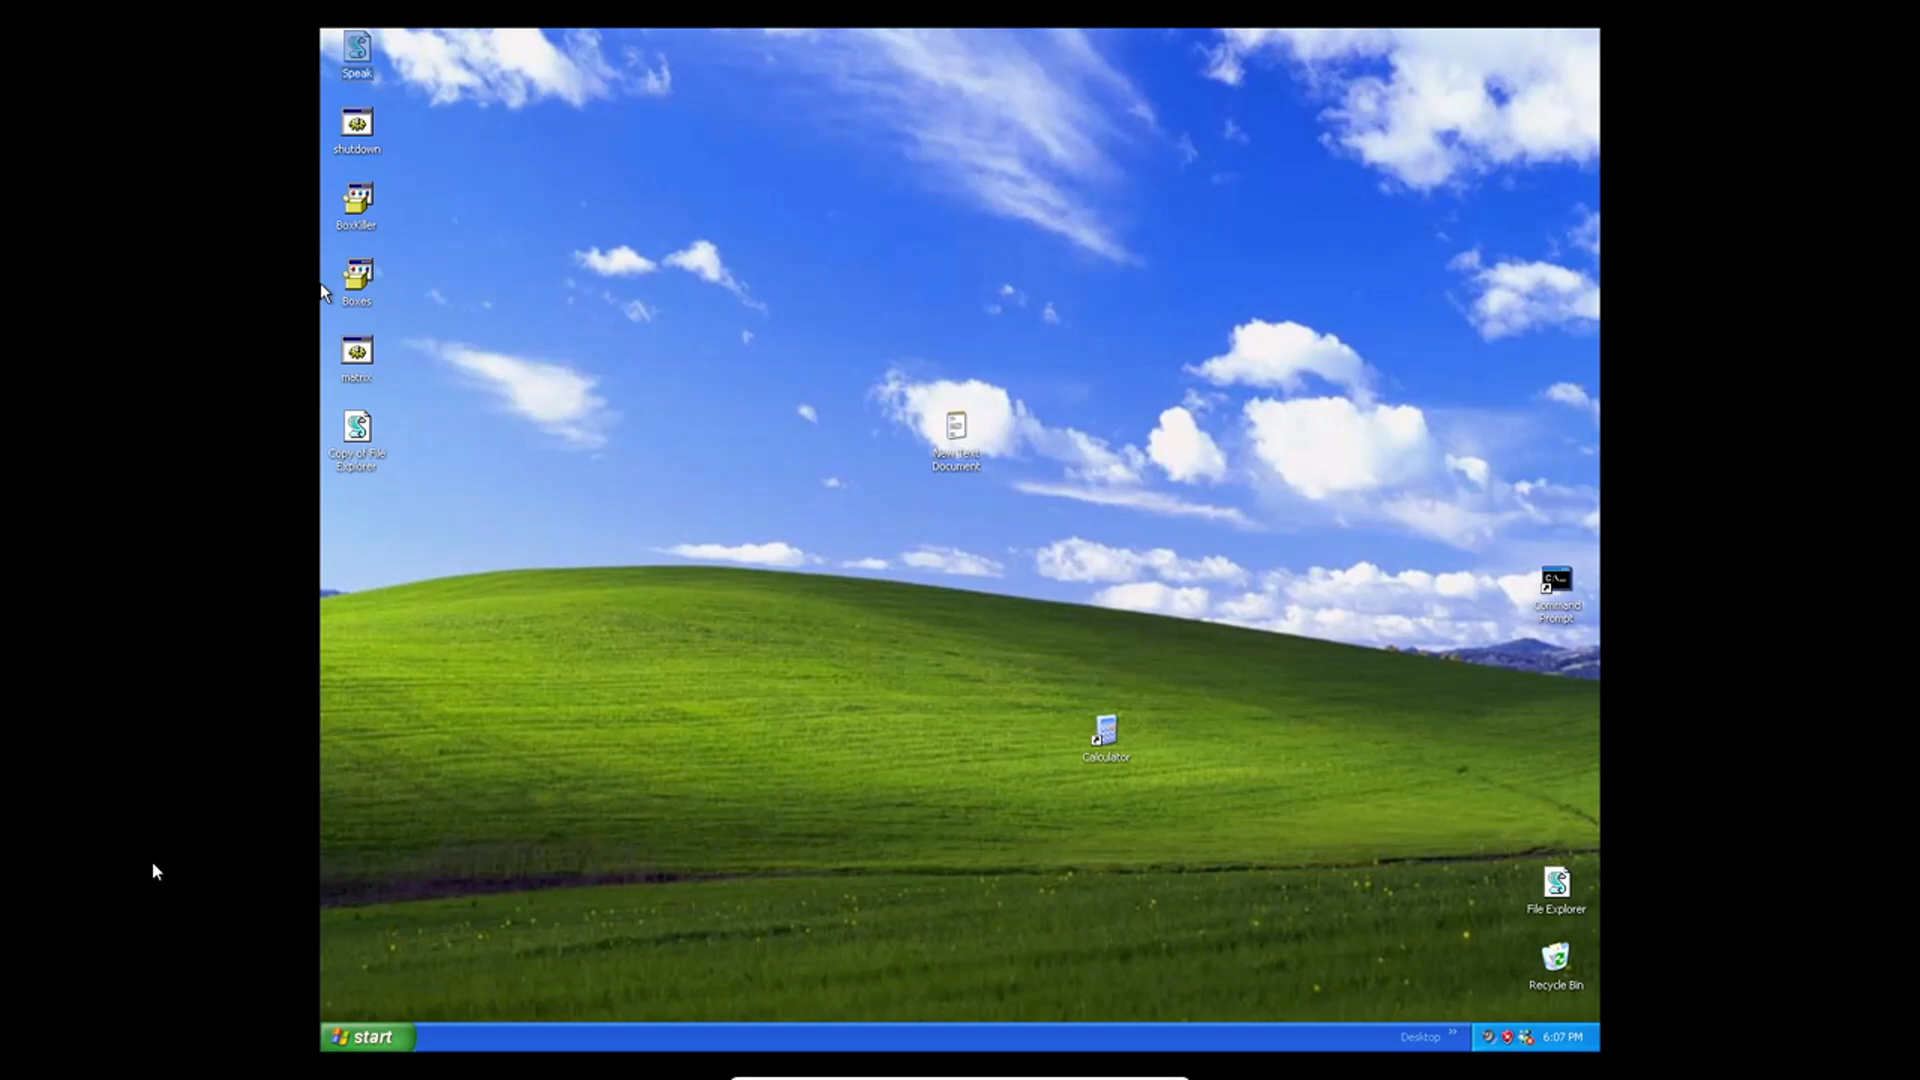 Speak
shutdown
BoxKiller
Boxes
matrix
Copy of File
Explorer
New Text
Document
C:\...
Command
Prompt
Calculator
File Explorer
Recycle Bin
start
Desktop »
6:07 PM